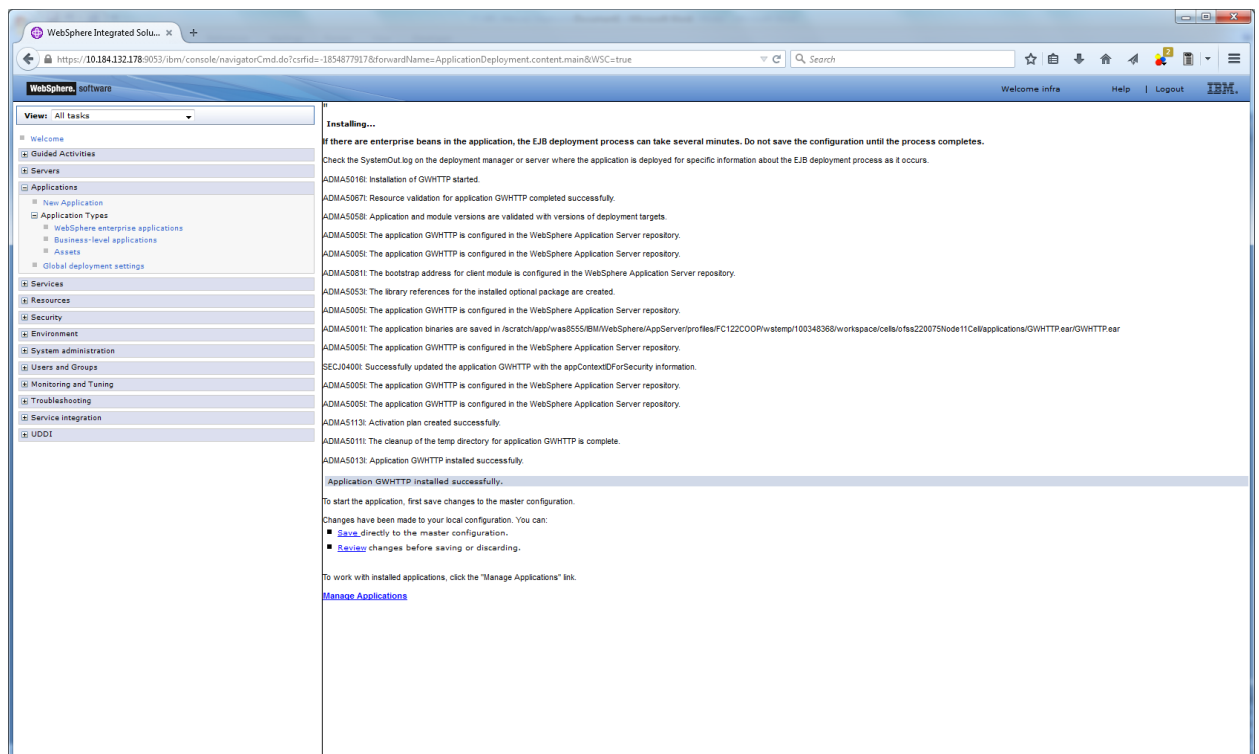 WebSphere Integrated Solu... × +
https://10.184.132.178:9053/ibm/console/navigatorCmd.do?csrfid=-1854877917&forwardName=ApplicationDeployment.content.main&WSC=true
Search
2
WebSphere. software
Welcome infra
Help | Logout
IBM.
View: All tasks
Welcome
Guided Activities
Servers
Applications
New Application
Application Types
WebSphere enterprise applications
Business-level applications
Assets
Global deployment settings
Services
Resources
Security
Environment
System administration
Users and Groups
Monitoring and Tuning
Troubleshooting
Service integration
UDDI
"
Installing...
If there are enterprise beans in the application, the EJB deployment process can take several minutes. Do not save the configuration until the process completes.
Check the SystemOut.log on the deployment manager or server where the application is deployed for specific information about the EJB deployment process as it occurs.
ADMA5016I: Installation of GWHTTP started.
ADMA5067I: Resource validation for application GWHTTP completed successfully.
ADMA5058I: Application and module versions are validated with versions of deployment targets.
ADMA5005I: The application GWHTTP is configured in the WebSphere Application Server repository.
ADMA5005I: The application GWHTTP is configured in the WebSphere Application Server repository.
ADMA5081I: The bootstrap address for client module is configured in the WebSphere Application Server repository.
ADMA5053I: The library references for the installed optional package are created.
ADMA5005I: The application GWHTTP is configured in the WebSphere Application Server repository.
ADMA5001I: The application binaries are saved in /scratch/app/was8555/IBM/WebSphere/AppServer/profiles/FC122COOP/wstemp/100348368/workspace/cells/ofss220075Node11Cell/applications/GWHTTP.ear/GWHTTP.ear
ADMA5005I: The application GWHTTP is configured in the WebSphere Application Server repository.
SECJ0400I: Successfully updated the application GWHTTP with the appContextIDForSecurity information.
ADMA5005I: The application GWHTTP is configured in the WebSphere Application Server repository.
ADMA5005I: The application GWHTTP is configured in the WebSphere Application Server repository.
ADMA5113I: Activation plan created successfully.
ADMA5011I: The cleanup of the temp directory for application GWHTTP is complete.
ADMA5013I: Application GWHTTP installed successfully.
Application GWHTTP installed successfully.
To start the application, first save changes to the master configuration.
Changes have been made to your local configuration. You can:
Save directly to the master configuration.
Review changes before saving or discarding.
To work with installed applications, click the "Manage Applications" link.
Manage Applications